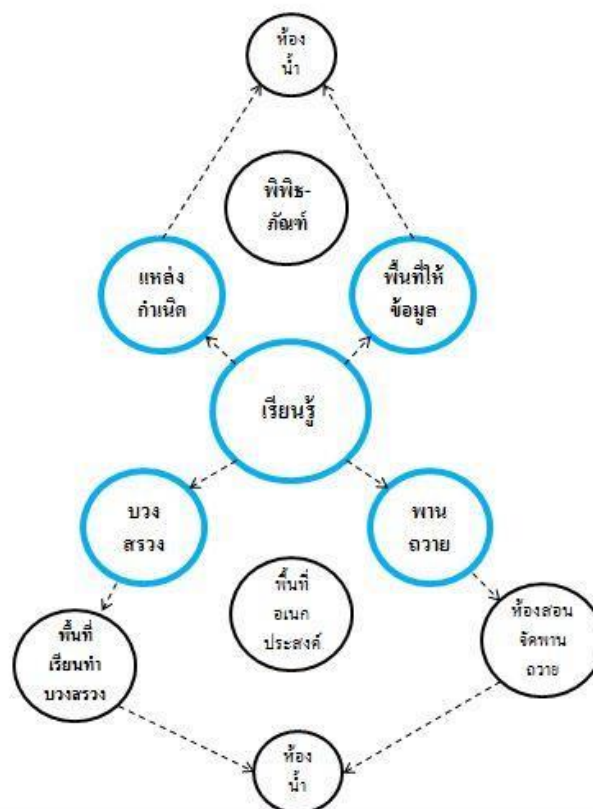 ห้อง
น้ำ
พิพิธ-
ภัณฑ์
แหล่ง
กำเนิด
พื้นที่ให้
ข้อมูล
เรียนรู้
บวง
สรวง
พาน
ถวาย
พื้นที่
อเนก
ประสงค์
ห้องสอน
จัดพาน
ถวาย
พื้นที่
เรียนทำ
บวงสรวง
ห้อง
น้ำ